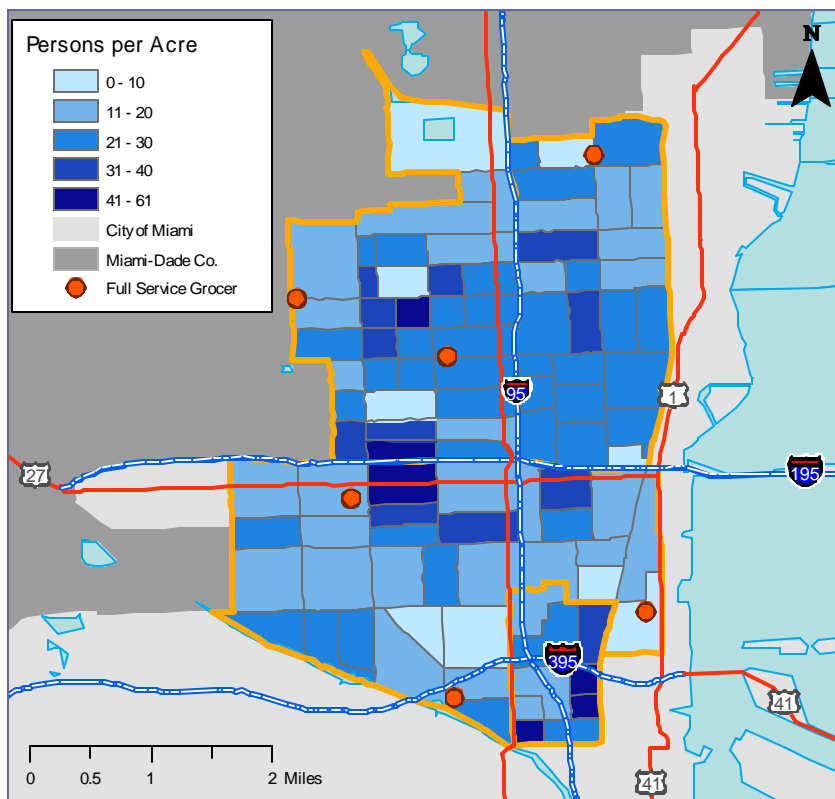 Persons per Acre
0 - 10
11 - 20
21 - 30
31 - 40
41 - 61
City of Miami
Miami-Dade Co.
Full Service Grocer
N
95
1
27
195
395
41
41
0 0.5 1 2 Miles